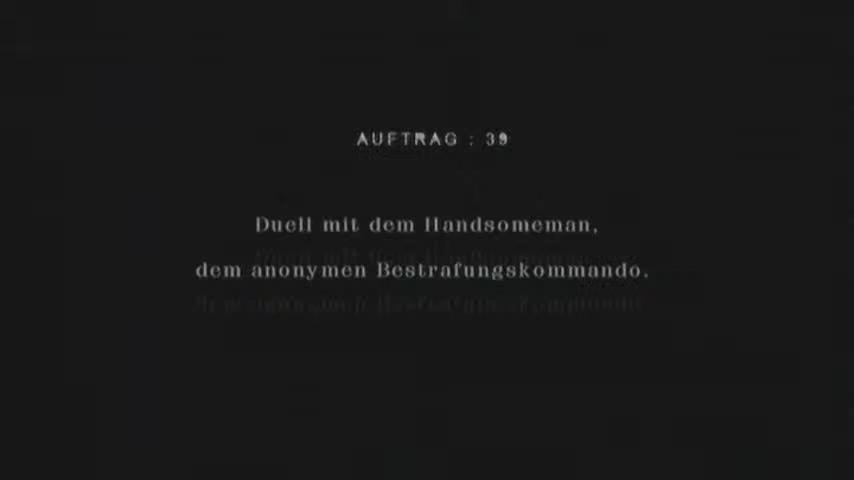 AUFTRAG : 39
Duell mit dem Handsomeman,
dem anonymen Bestrafungskommando.